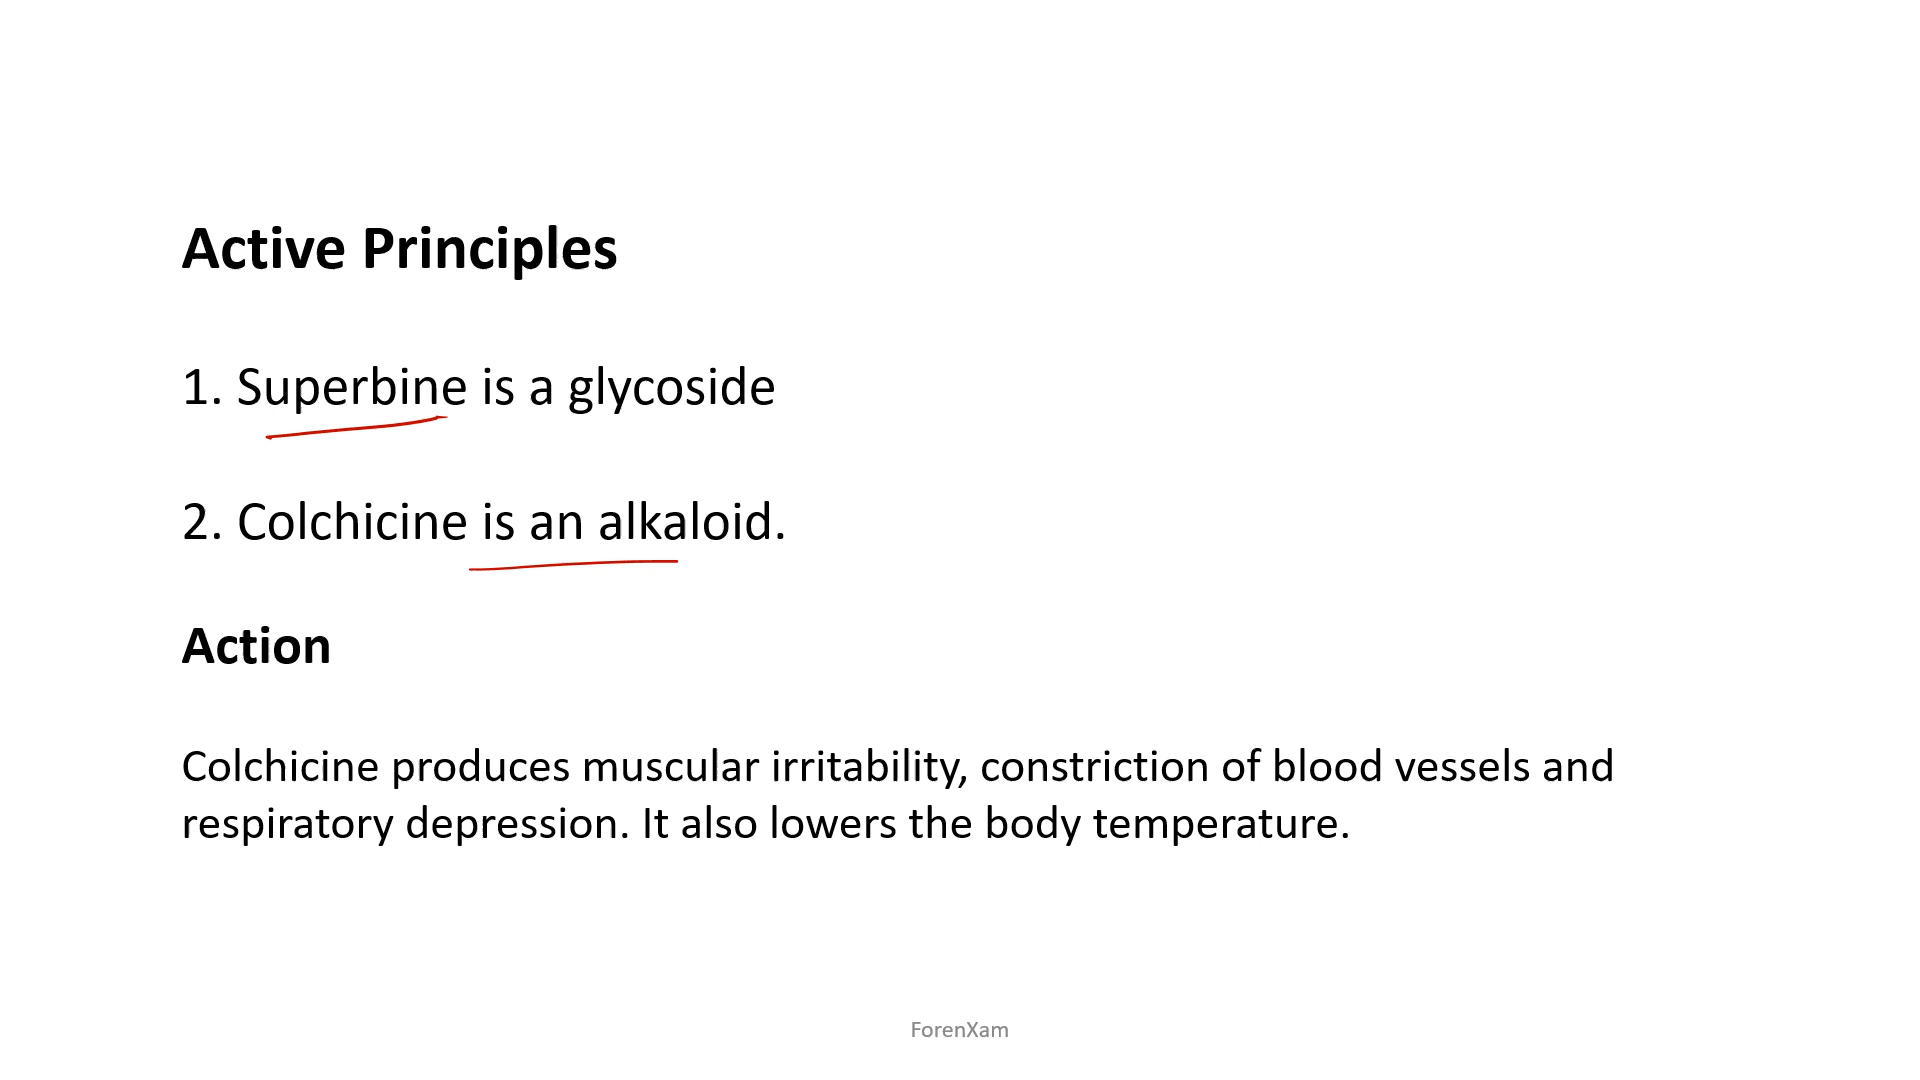 Active Principles
1. Superbine is a glycoside
2. Colchicine is an alkaloid.
Action
Colchicine produces muscular irritability, constriction of blood vessels and
respiratory depression. It also lowers the body temperature.
ForenXam